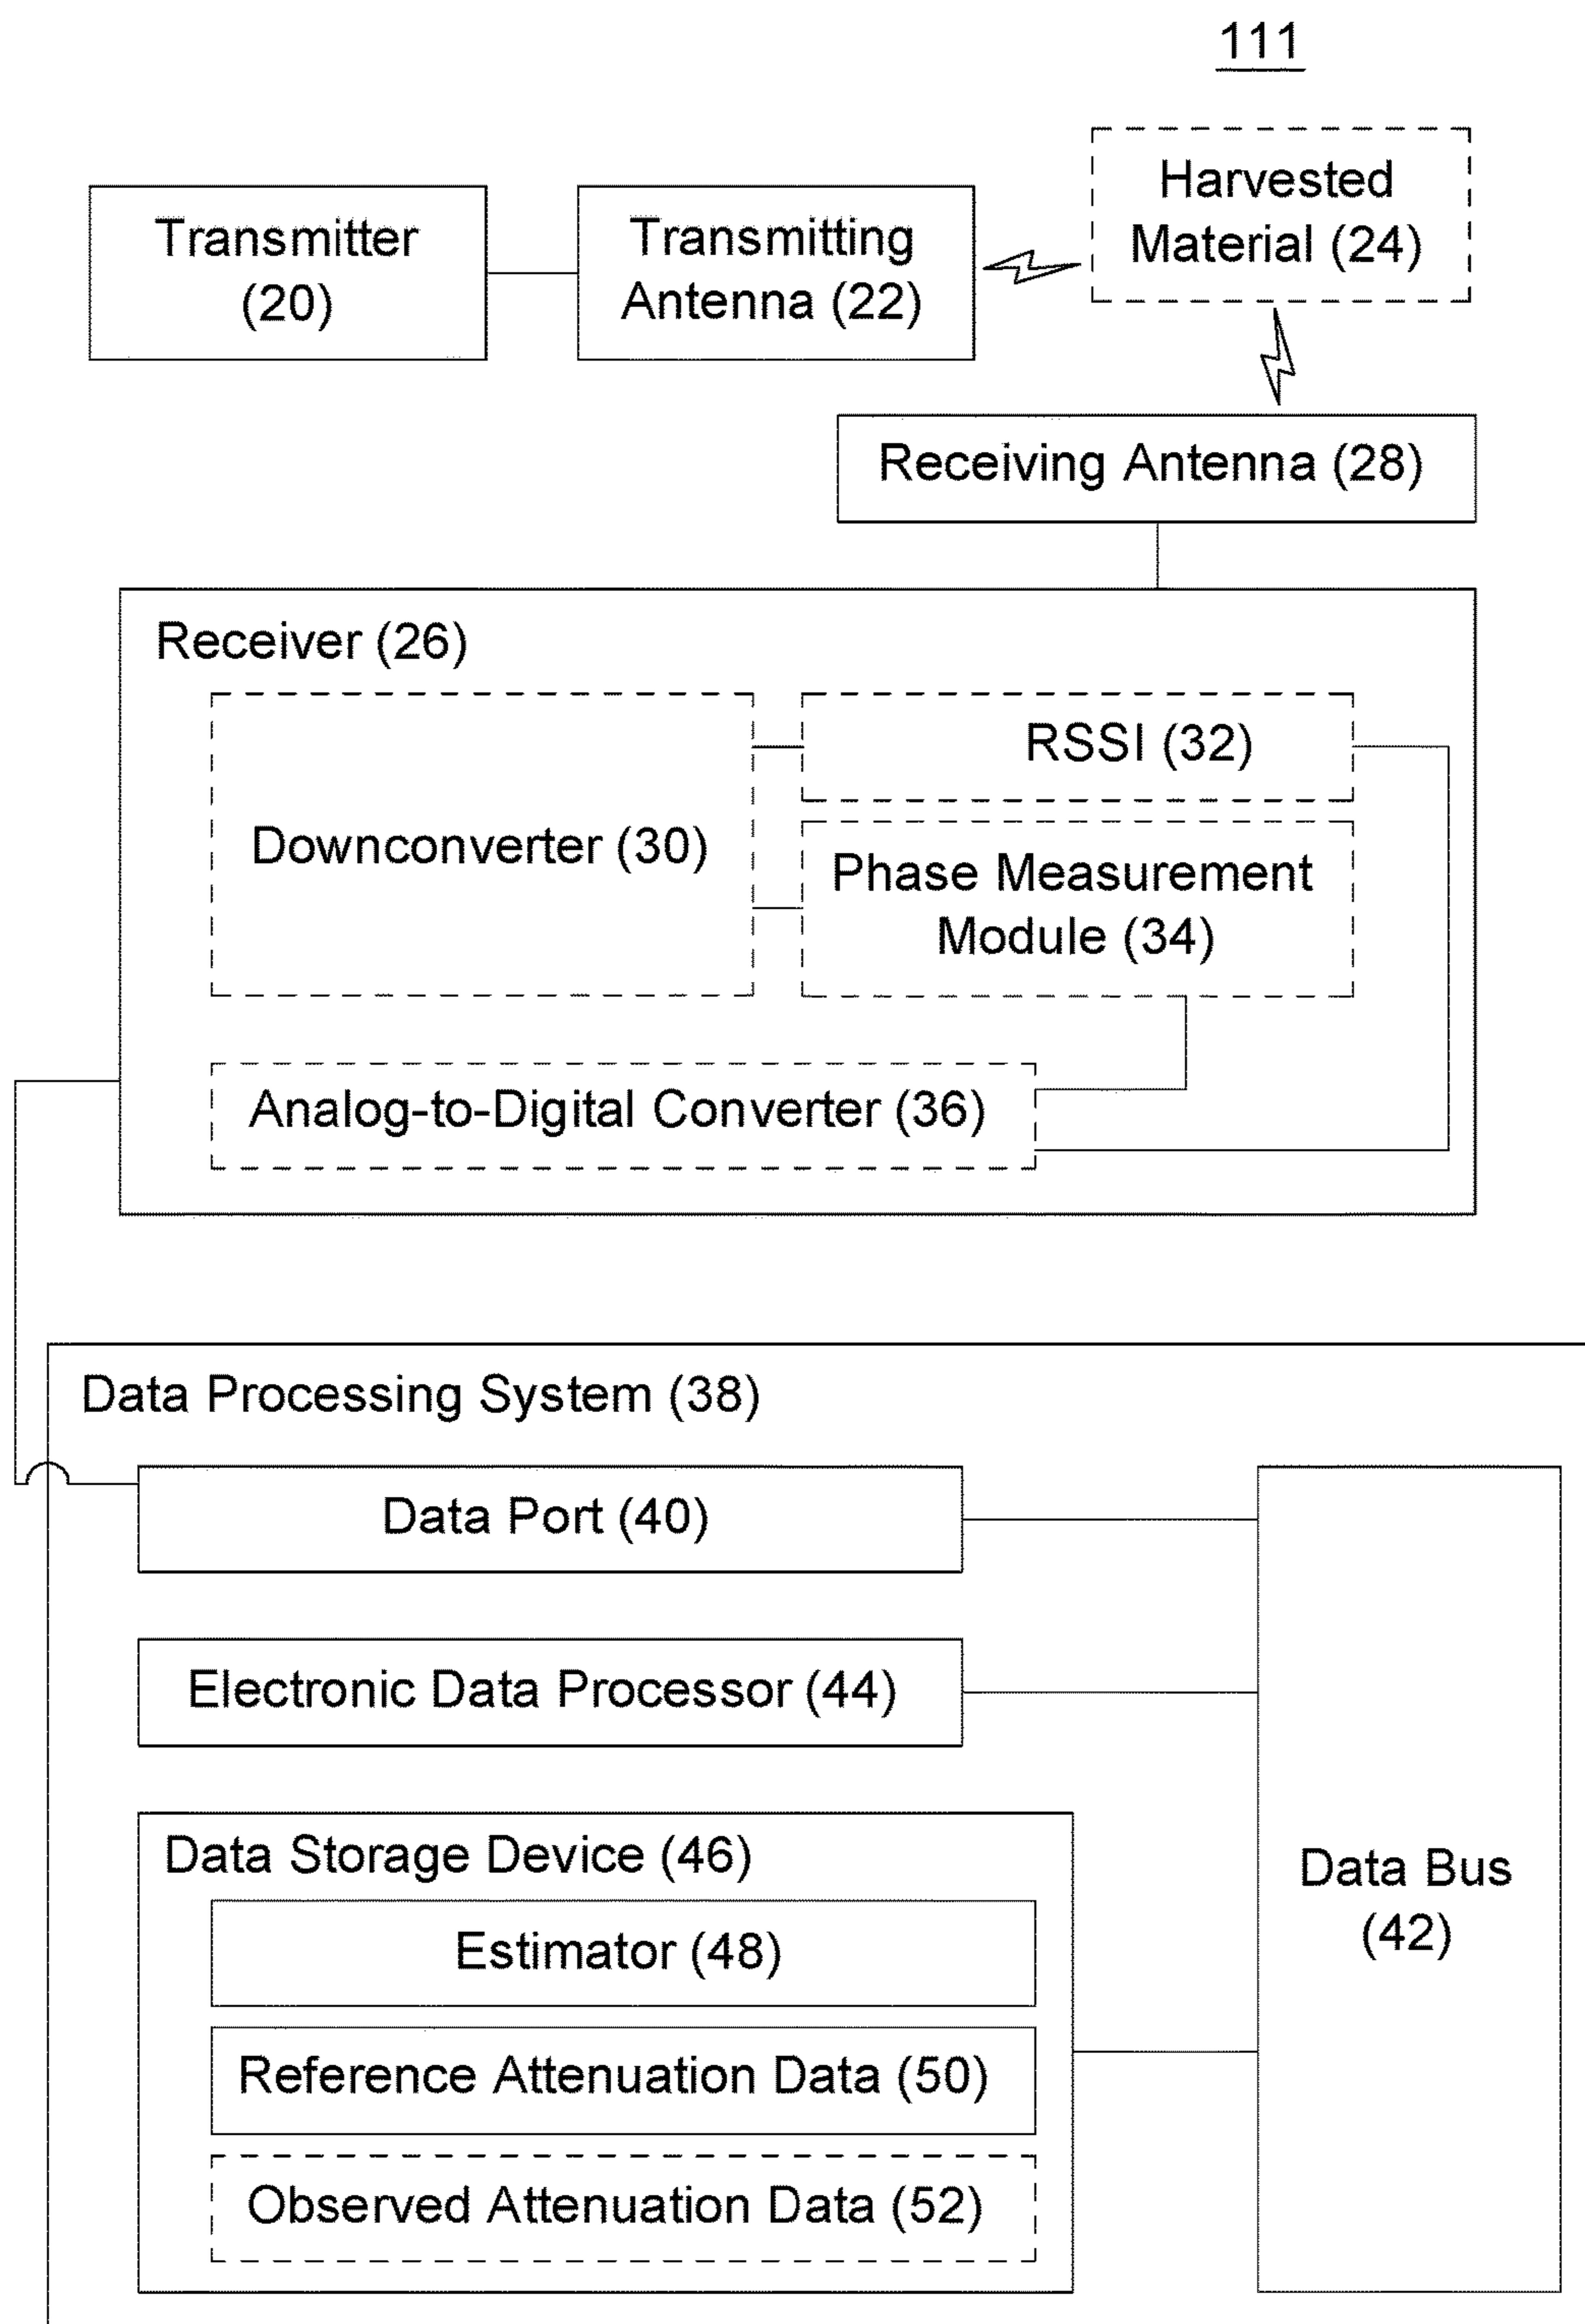 111
Harvested
Material (24)
Transmitter
(20)
Transmitting
Antenna (22)
Receiving Antenna (28)
Receiver (26)
Downconverter (30)
RSSI (32)
Phase Measurement
Module (34)
Analog-to-Digital Converter (36)
Data Processing System (38)
Data Port (40)
Electronic Data Processor (44)
Data Storage Device (46)
Estimator (48)
Reference Attenuation Data (50)
Observed Attenuation Data (52)
Data Bus
(42)